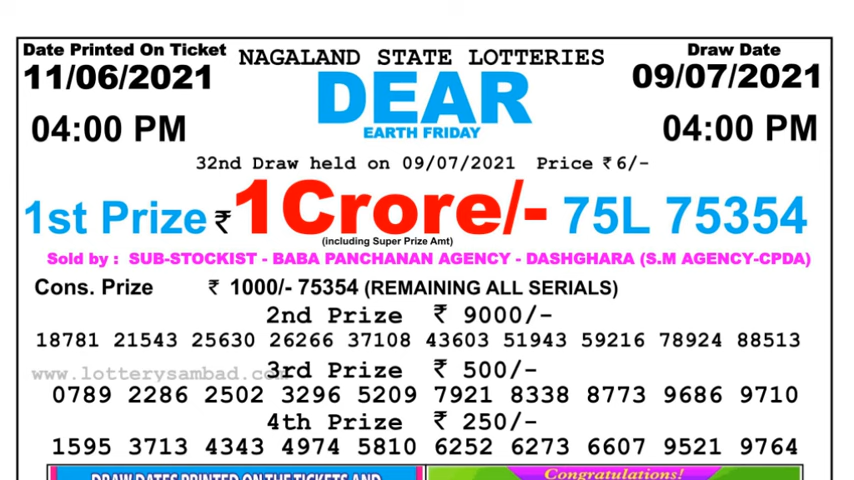 Date Printed On Ticket NAGALAND STATE LOTTERIES Draw Date
11/06/2021 DEAR 09/07/2021
04:00 PM EARTH FRIDAY 04:00 PM
32nd Draw held on 09/07/2021 Price ₹6/-
1st Prize ₹1Crore/- 75L 75354
(including Super Prize Amt)
Sold by : SUB-STOCKIST - BABA PANCHANAN AGENCY - DASHGHARA (S.M AGENCY-CPDA)
Cons. Prize ₹ 1000/- 75354 (REMAINING ALL SERIALS)
2nd Prize ₹ 9000/-
18781 21543 25630 26266 37108 43603 51943 59216 78924 88513
www.lotterysambad.c 3rd Prize ₹ 500/-
0789 2286 2502 3296 5209 7921 8338 8773 9686 9710
4th Prize ₹ 250/-
1595 3713 4343 4974 5810 6252 6273 6607 9521 9764
DRAW DATES PRINTED ON THE TICKETS AND Congratulations!